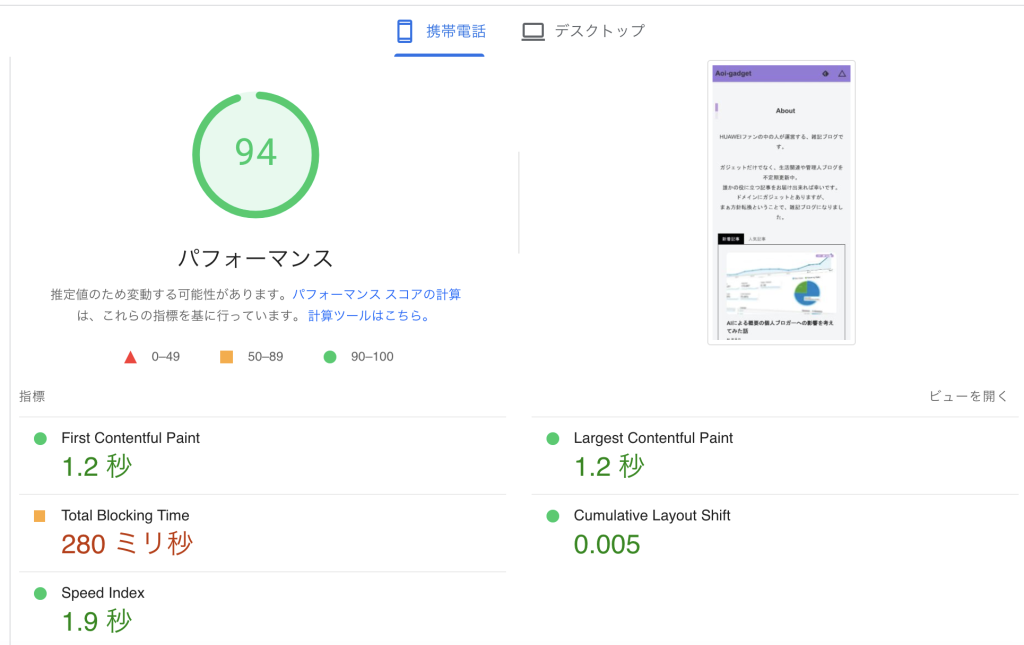 携帯電話
デスクトップ
94
パフォーマンス
推定値のため変動する可能性があります。パフォーマンス スコアの計算
は、これらの指標を基に行っています。計算ツールはこちら。
0–49
50–89
90–100
Aoi-gadget
About
HUAWEIファンの中の人が運営する、雑記ブログで
す。
ガジェットだけでなく、生活関連や管理人ブログを
不定期更新中。
誰かの役に立つ記事をお届け出来れば幸いです。
ドメインにガジェットとありますが、
まぁ方針転換ということで、雑記ブログになりまし
た。
新着記事
人気記事
AIによる概要の個人ブロガーへの影響を考え
てみた話
指標
ビューを開く
First Contentful Paint
1.2 秒
Largest Contentful Paint
1.2 秒
Total Blocking Time
280 ミリ秒
Cumulative Layout Shift
0.005
Speed Index
1.9 秒